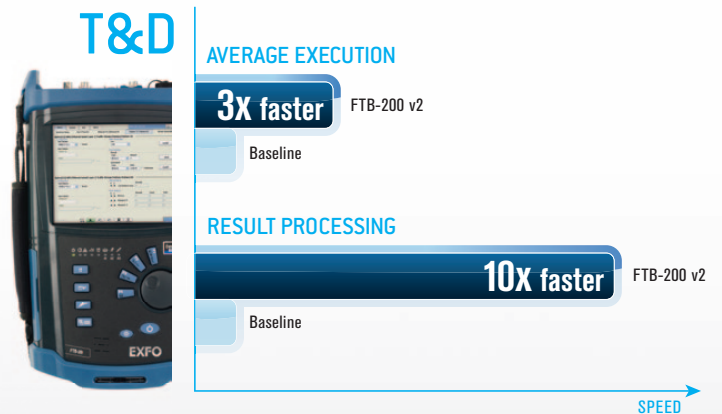 T&D
AVERAGE EXECUTION
3X faster
FTB-200 v2
Baseline
RESULT PROCESSING
10X faster
FTB-200 v2
Baseline
EXFO
SPEED